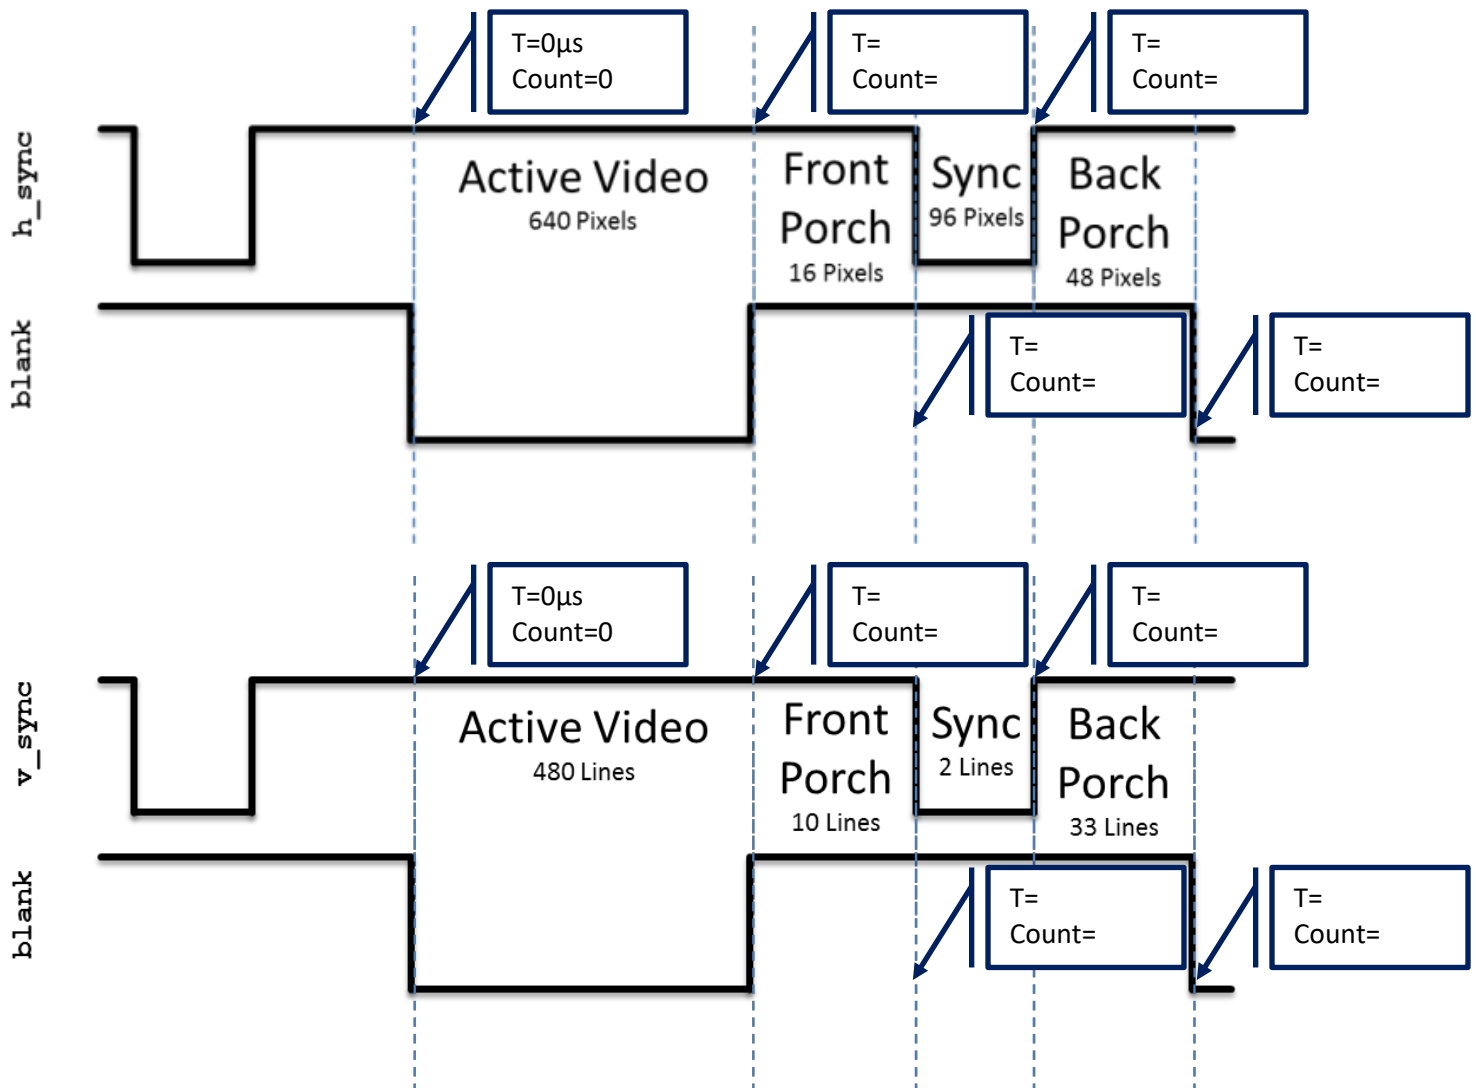 T=0μs
Count=0
T=
Count=
T=
Count=
h_sync
Active Video
640 Pixels
Front
Porch
16 Pixels
Sync
96 Pixels
Back
Porch
48 Pixels
blank
T=
Count=
T=
Count=
T=0μs
Count=0
T=
Count=
T=
Count=
v_sync
Active Video
480 Lines
Front
Porch
10 Lines
Sync
2 Lines
Back
Porch
33 Lines
blank
T=
Count=
T=
Count=